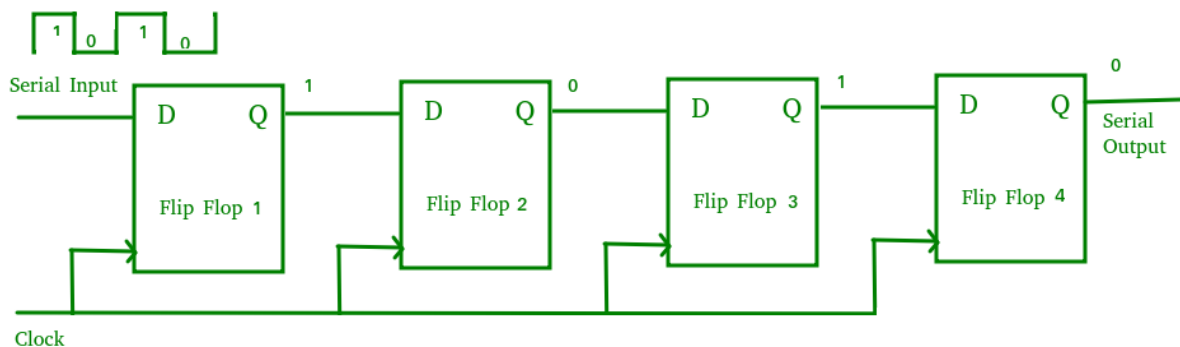 1 0 1 0
Serial Input
1
0
1
0
D Q
D Q
D Q
D Q
Serial
Output
Flip Flop 1
Flip Flop 2
Flip Flop 3
Flip Flop 4
Clock